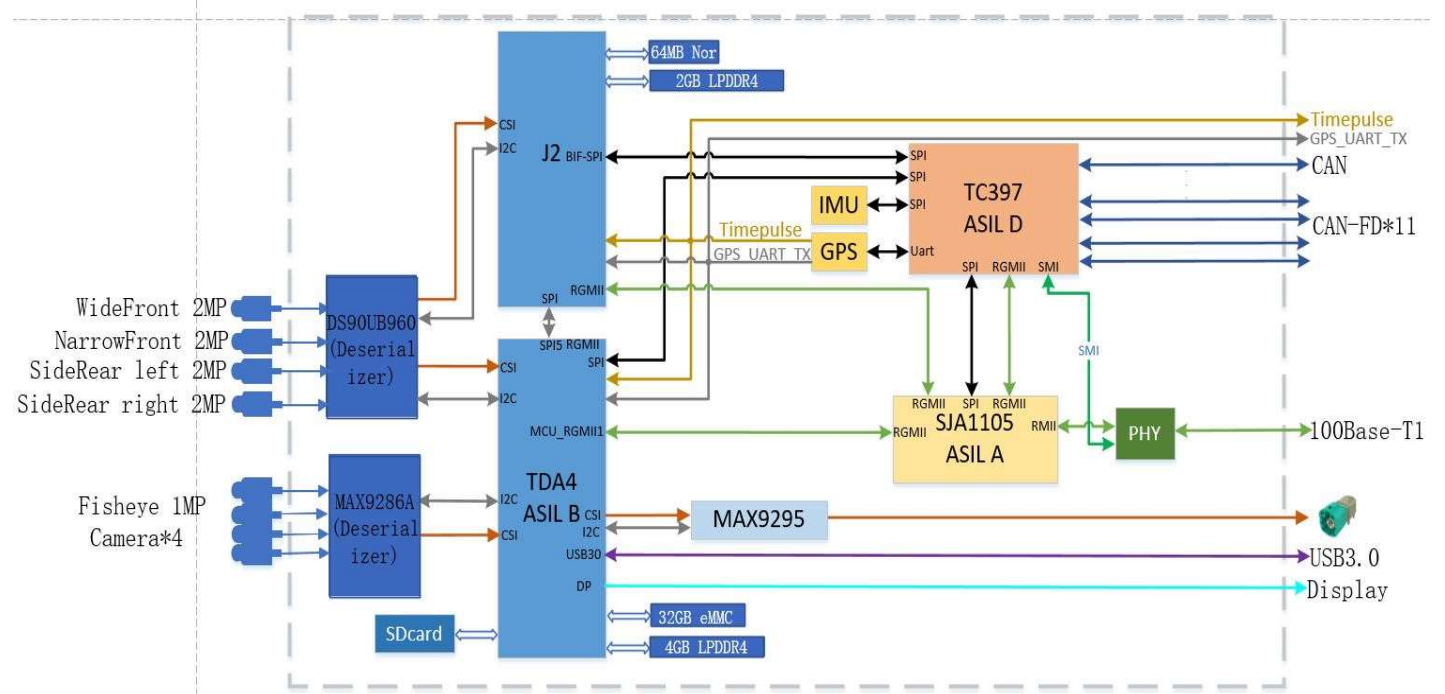 64MB Nor
2GB LPDDR4
CSI
I2C
J2
BIF-SPI
RGMII
SPI
Timepulse
GPS_UART_TX
CAN
CAN-FD*11
SPI
SPI
SPI
Uart
TC397
ASIL D
SPI
RGMII
SMI
IMU
GPS
Timepulse
GPS_UART_TX
WideFront 2MP
NarrowFront 2MP
SideRear left 2MP
SideRear right 2MP
DS90UB960
(Deserial
izer)
SPI5
RGMII
SPI
CSI
I2C
MCU_RGMII1
TDA4
ASIL B
I2C
CSI
CSI
I2C
USB30
DP
RGMII
SPI
RGMII
RGMII
SJA1105
ASIL A
RMII
SMI
PHY
100Base-T1
Fisheye 1MP
Camera*4
MAX9286A
(Deserial
izer)
MAX9295
USB3.0
Display
SDcard
32GB eMMC
4GB LPDDR4